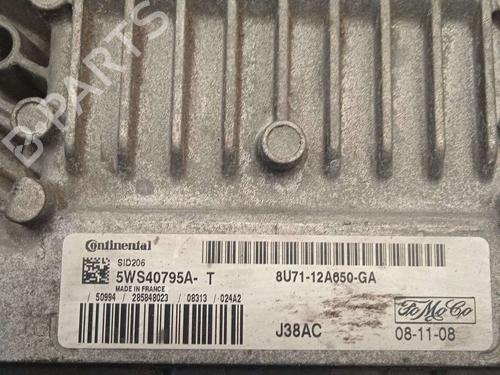 B PARTS
Continental
SID206
5WS40795A- T
MADE IN FRANCE
8U71-12A650-GA
/ 50994 / 285848023 / 08313 / 024A2
J38AC
FoMoCo
08-11-08